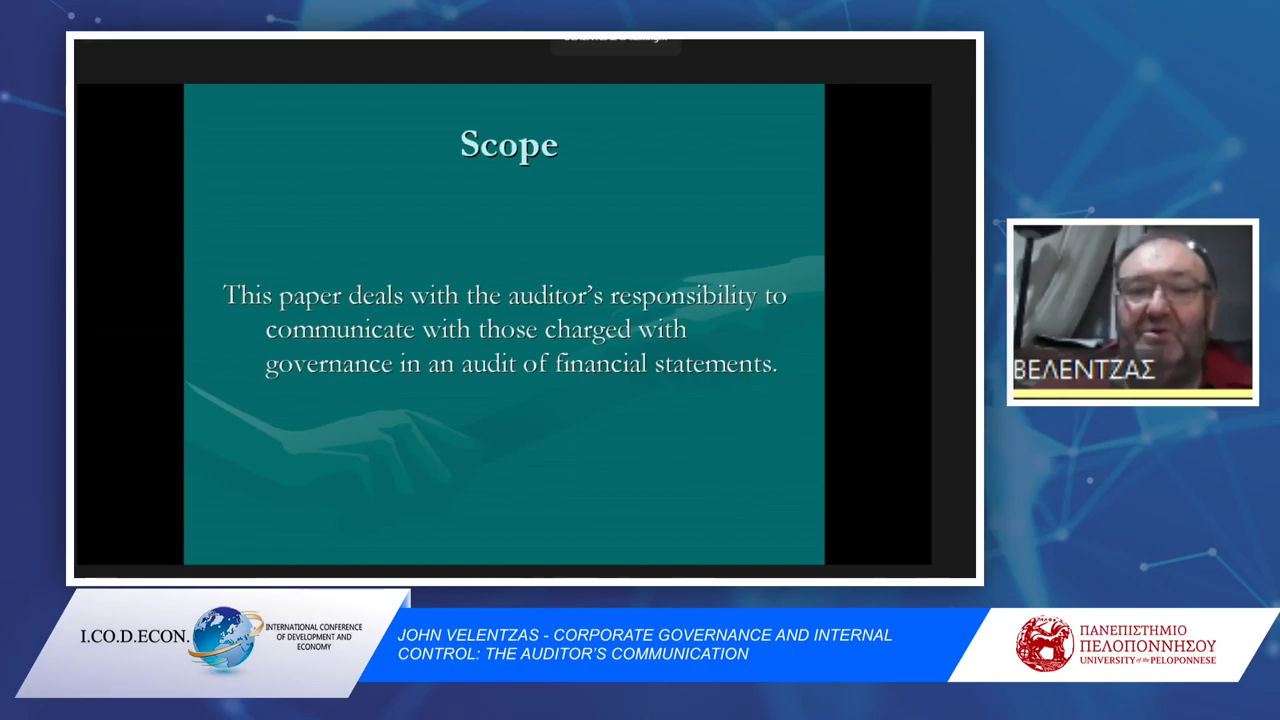 Scope
This paper deals with the auditor’s responsibility to
communicate with those charged with
governance in an audit of financial statements.
ΒΕΛΕΝΤΖΑΣ
I.CO.D.ECON.
INTERNATIONAL CONFERENCE
OF DEVELOPMENT AND
ECONOMY
JOHN VELENTZAS - CORPORATE GOVERNANCE AND INTERNAL
CONTROL: THE AUDITOR’S COMMUNICATION
ΠΑΝΕΠΙΣΤΗΜΙΟ
ΠΕΛΟΠΟΝΝΗΣΟΥ
UNIVERSITY of the PELOPONNESE